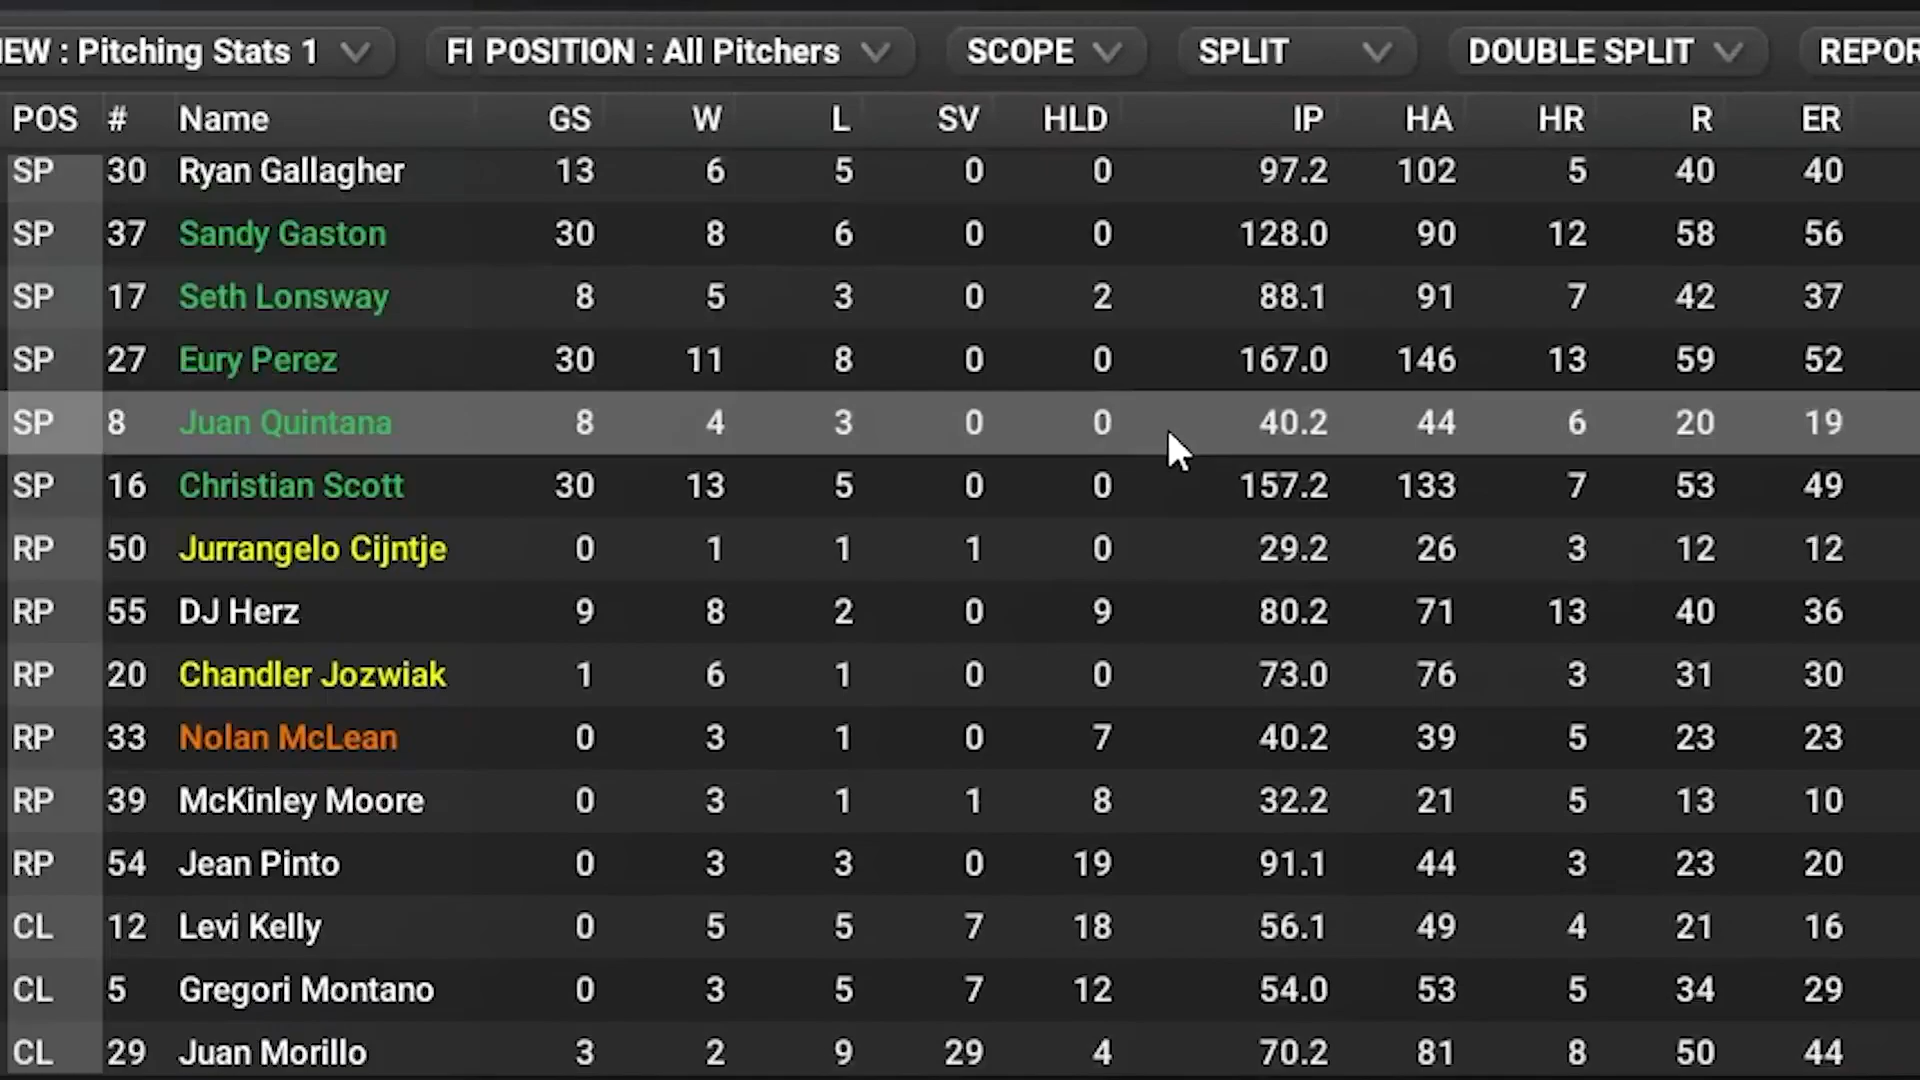 IEW : Pitching Stats 1 FI POSITION : All Pitchers SCOPE SPLIT DOUBLE SPLIT REPOR
POS # Name GS W L SV HLD IP HA HR R ER
SP 30 Ryan Gallagher 13 6 5 0 0 97.2 102 5 40 40
SP 37 Sandy Gaston 30 8 6 0 0 128.0 90 12 58 56
SP 17 Seth Lonsway 8 5 3 0 2 88.1 91 7 42 37
SP 27 Eury Perez 30 11 8 0 0 167.0 146 13 59 52
SP 8 Juan Quintana 8 4 3 0 0 40.2 44 6 20 19
SP 16 Christian Scott 30 13 5 0 0 157.2 133 7 53 49
RP 50 Jurrangelo Cijntje 0 1 1 1 0 29.2 26 3 12 12
RP 55 DJ Herz 9 8 2 0 9 80.2 71 13 40 36
RP 20 Chandler Jozwiak 1 6 1 0 0 73.0 76 3 31 30
RP 33 Nolan McLean 0 3 1 0 7 40.2 39 5 23 23
RP 39 McKinley Moore 0 3 1 1 8 32.2 21 5 13 10
RP 54 Jean Pinto 0 3 3 0 19 91.1 44 3 23 20
CL 12 Levi Kelly 0 5 5 7 18 56.1 49 4 21 16
CL 5 Gregori Montano 0 3 5 7 12 54.0 53 5 34 29
CL 29 Juan Morillo 3 2 9 29 4 70.2 81 8 50 44